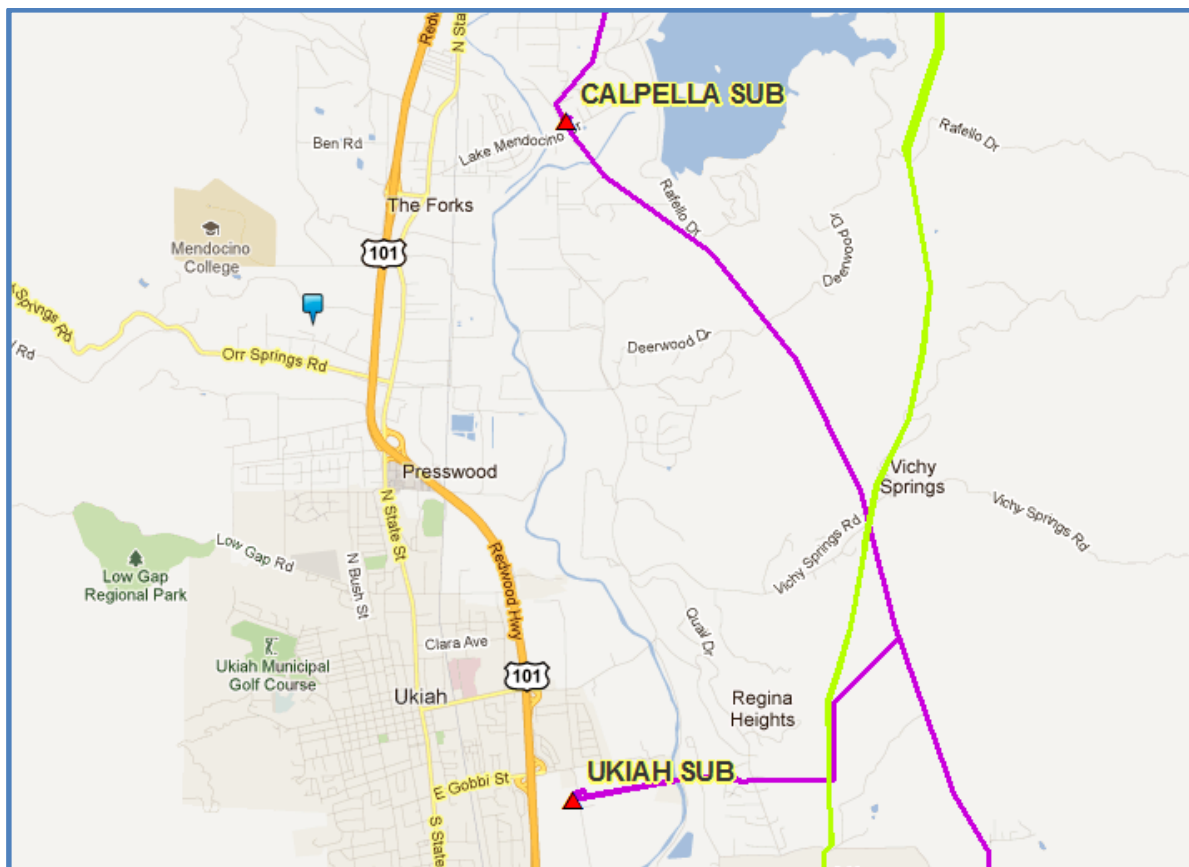 Redw
N Sta
CALPELLA SUB
Ben Rd
Lake Mendocino Dr.
Rafello Dr
The Forks
Rafello Dr
Mendocino
College
101
Deerwood Dr
Springs Rd
Rd
Orr Springs Rd
Deerwood Dr
Presswood
Vichy
Springs
N State St
Vichy Springs Rd
Low Gap Rd
Redwood Hwy
Vichy Springs Rd
Low Gap
Regional Park
N Bush St
Quail Dr
Clara Ave
Ukiah Municipal
Golf Course
101
Ukiah
Regina
Heights
UKIAH SUB
E Gobbi St
S State